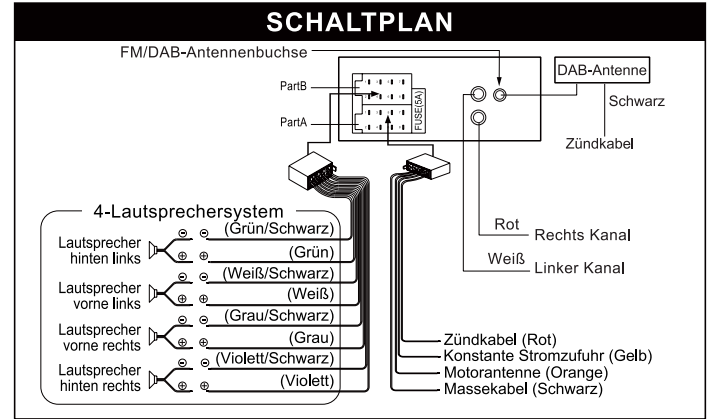 SCHALTPLAN
FM/DAB-Antennenbuchse
DAB-Antenne
Schwarz
Zündkabel
PartB
PartA
FUSE(5A)
Rot
Rechts Kanal
Weiß
Linker Kanal
4-Lautsprechersystem
Lautsprecher
hinten links
(Grün/Schwarz)
(Grün)
Lautsprecher
vorne links
(Weiß/Schwarz)
(Weiß)
Lautsprecher
vorne rechts
(Grau/Schwarz)
(Grau)
Lautsprecher
hinten rechts
(Violett/Schwarz)
(Violett)
Zündkabel (Rot)
Konstante Stromzufuhr (Gelb)
Motorantenne (Orange)
Massekabel (Schwarz)